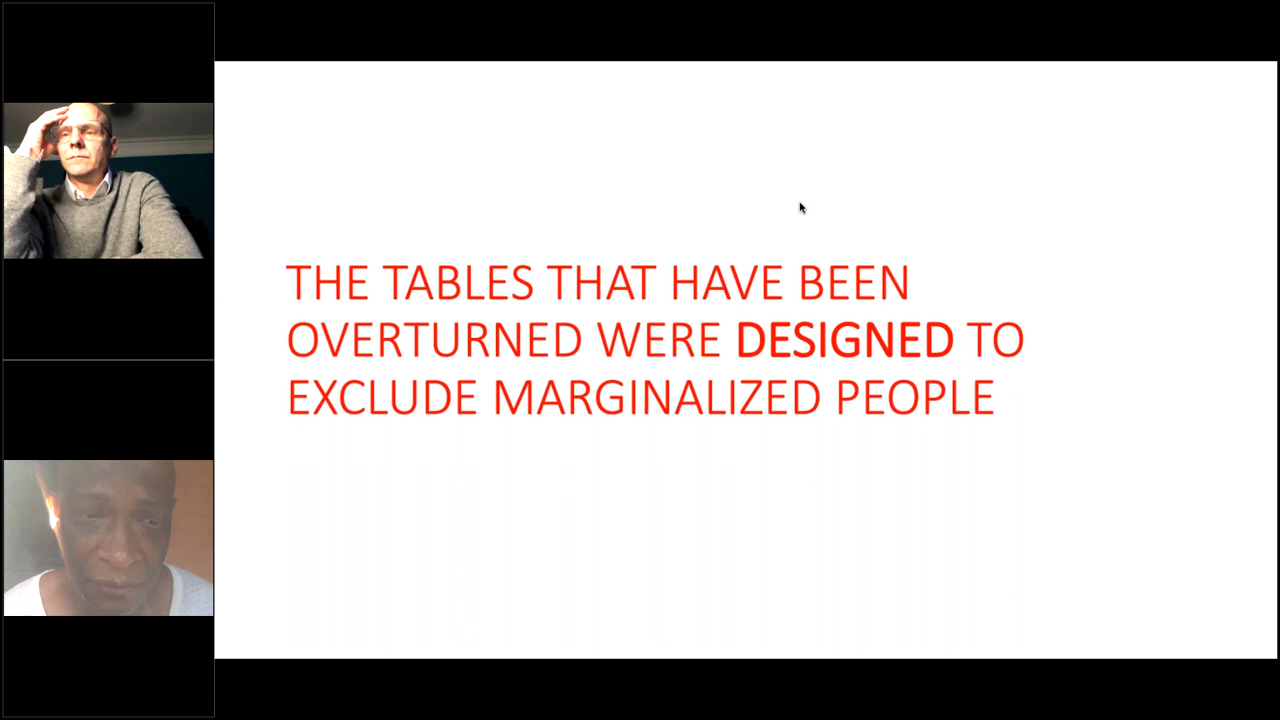 THE TABLES THAT HAVE BEEN
OVERTURNED WERE DESIGNED TO
EXCLUDE MARGINALIZED PEOPLE